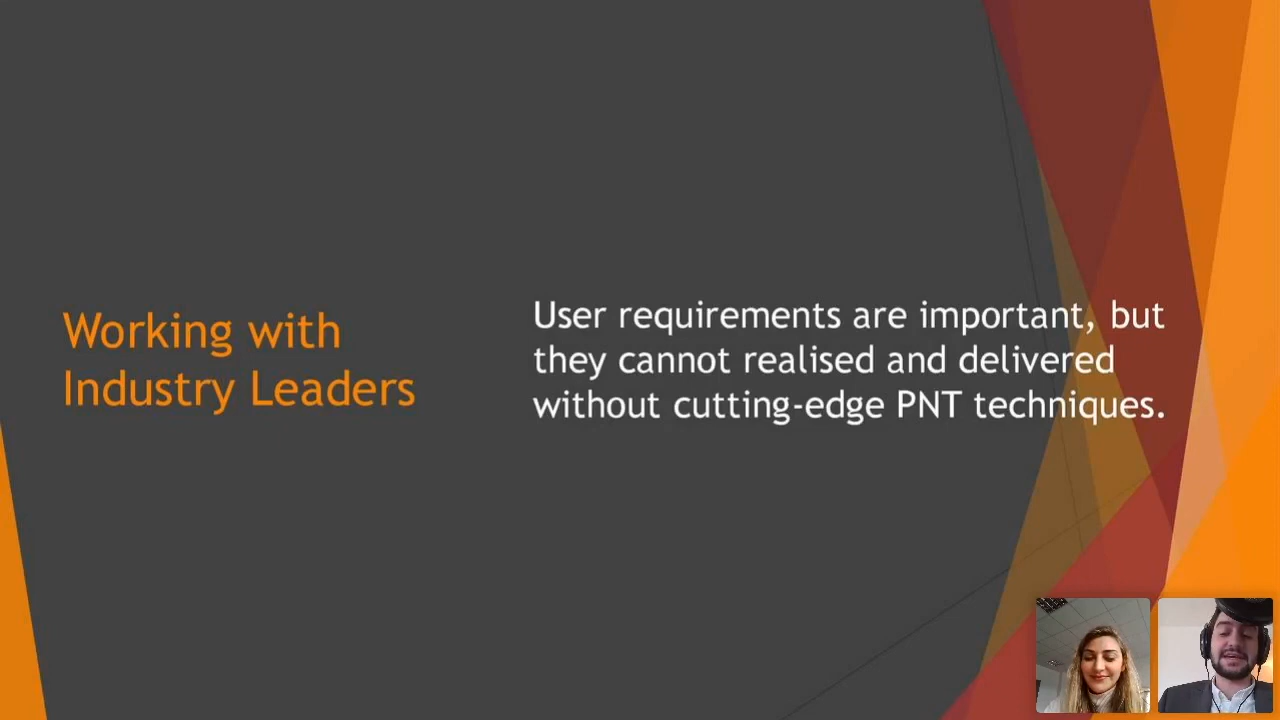 Working with
Industry Leaders
User requirements are important, but
they cannot realised and delivered
without cutting-edge PNT techniques.